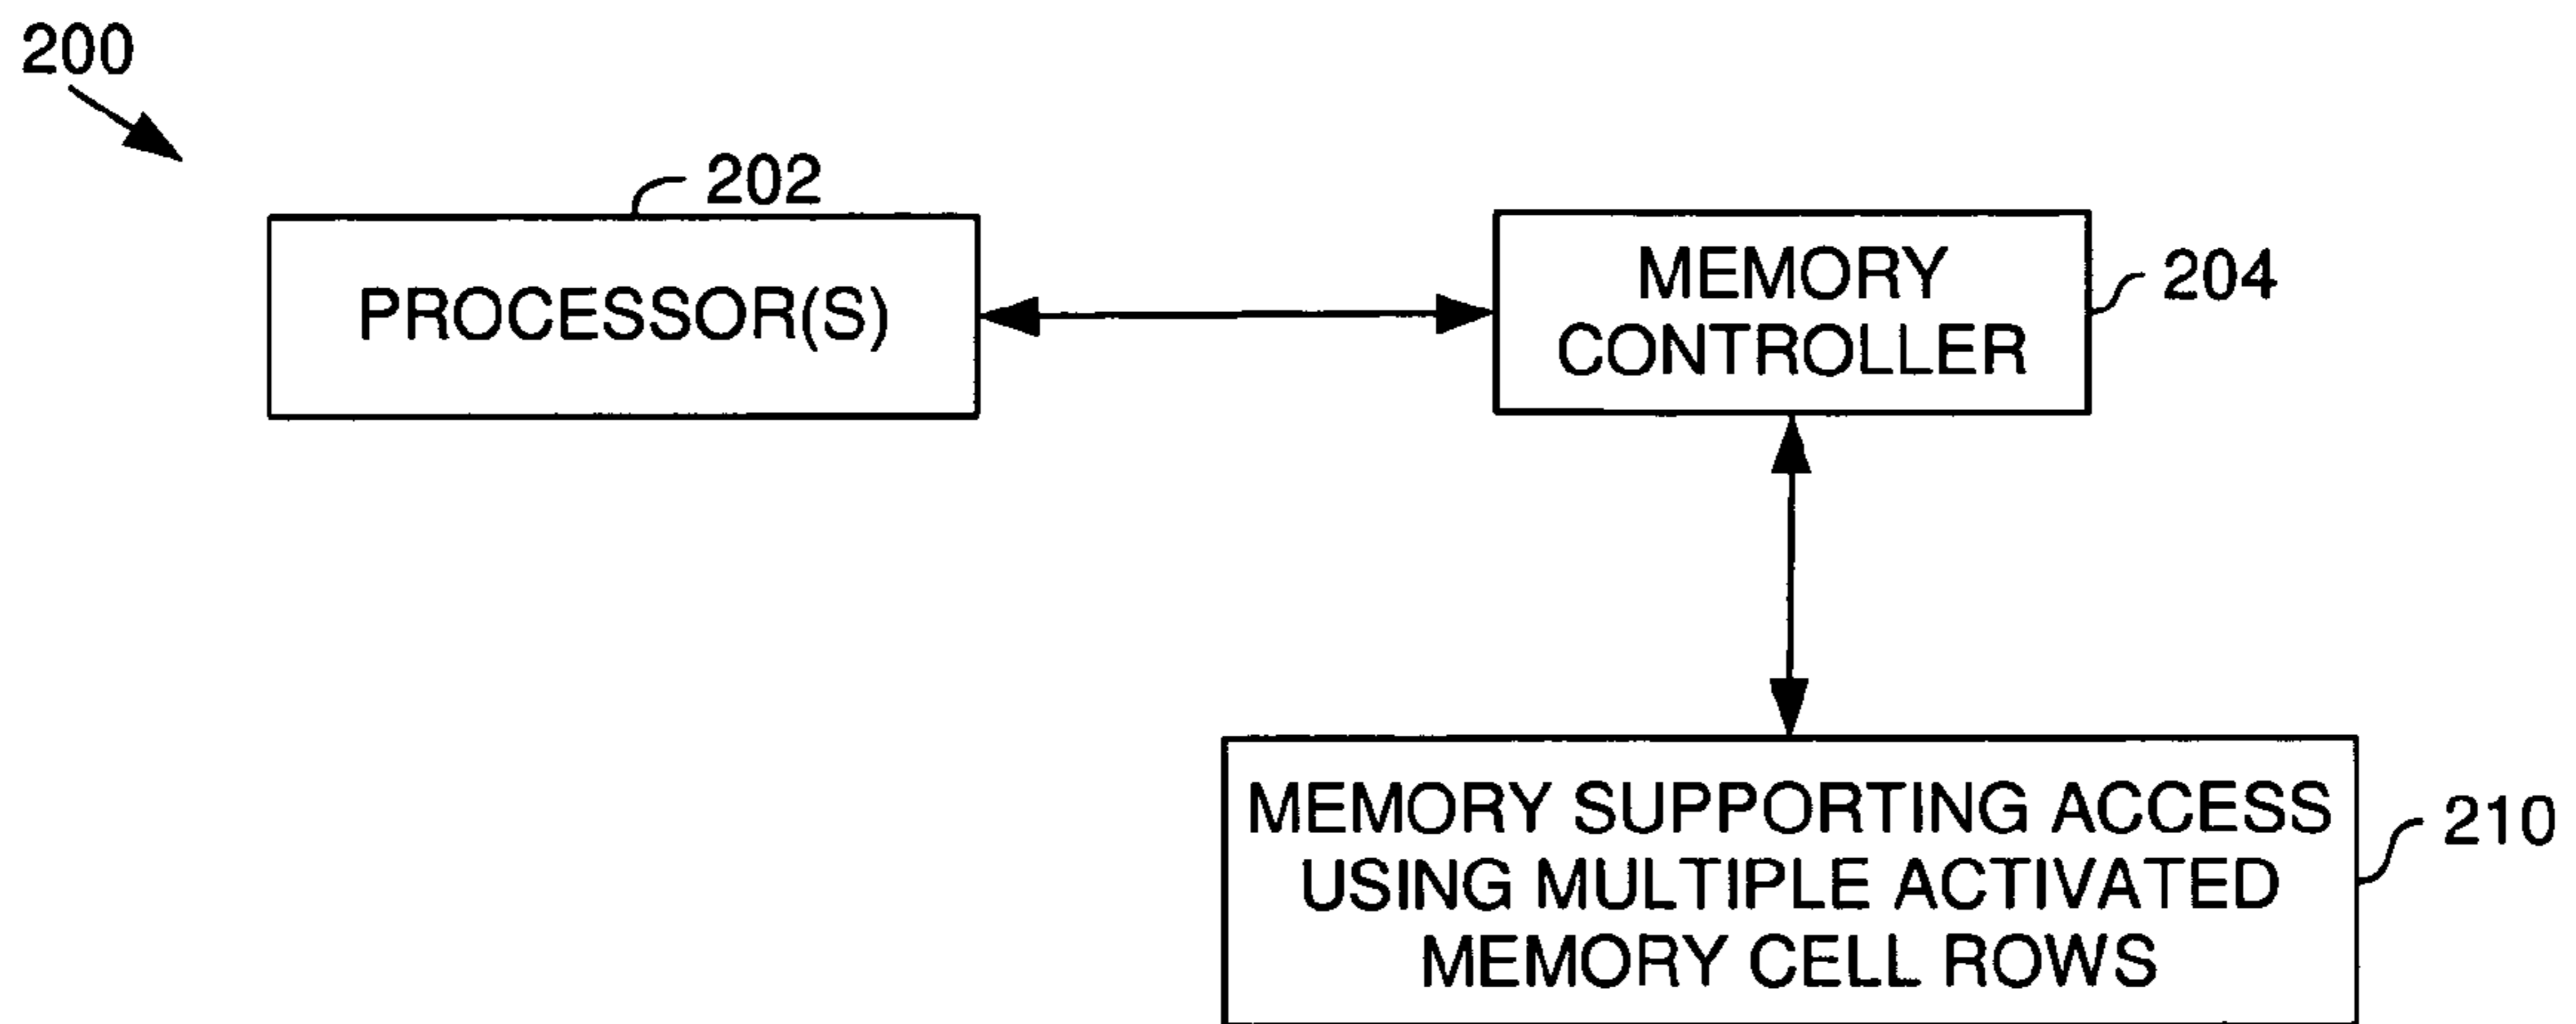 200
202
PROCESSOR(S)
MEMORY
CONTROLLER
204
MEMORY SUPPORTING ACCESS
USING MULTIPLE ACTIVATED
MEMORY CELL ROWS
210